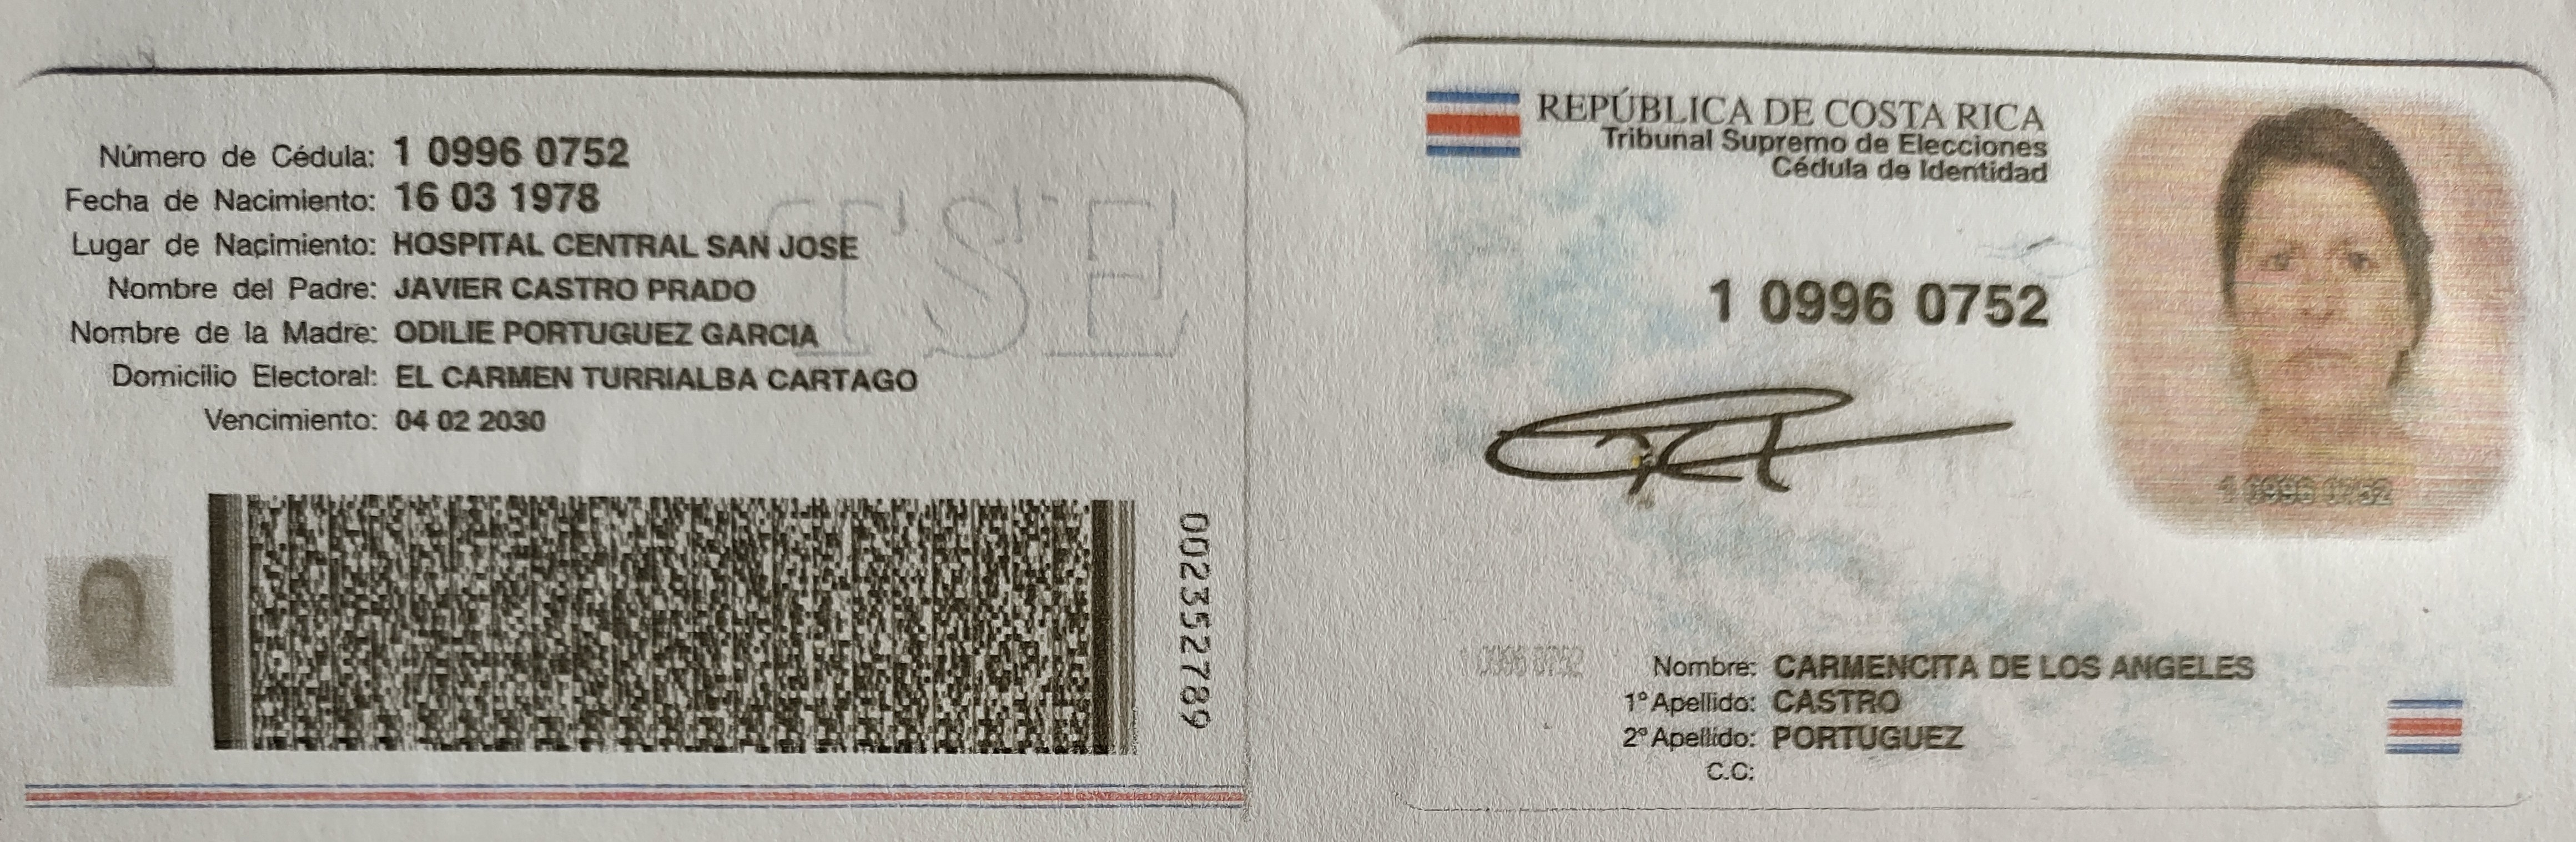 Número de Cédula: 1 0996 0752
Fecha de Nacimiento: 16 03 1978
Lugar de Nacimiento: HOSPITAL CENTRAL SAN JOSE
Nombre del Padre: JAVIER CASTRO PRADO
Nombre de la Madre: ODILIE PORTUGUEZ GARCIA
Domicilio Electoral: EL CARMEN TURRIALBA CARTAGO
Vencimiento: 04 02 2030
TSE
002352789
REPÚBLICA DE COSTA RICA
Tribunal Supremo de Elecciones
Cédula de Identidad
1 0996 0752
1 0996 0752
1 0996 0752
Nombre: CARMENCITA DE LOS ANGELES
1º Apellido: CASTRO
2º Apellido: PORTUGUEZ
C.C: